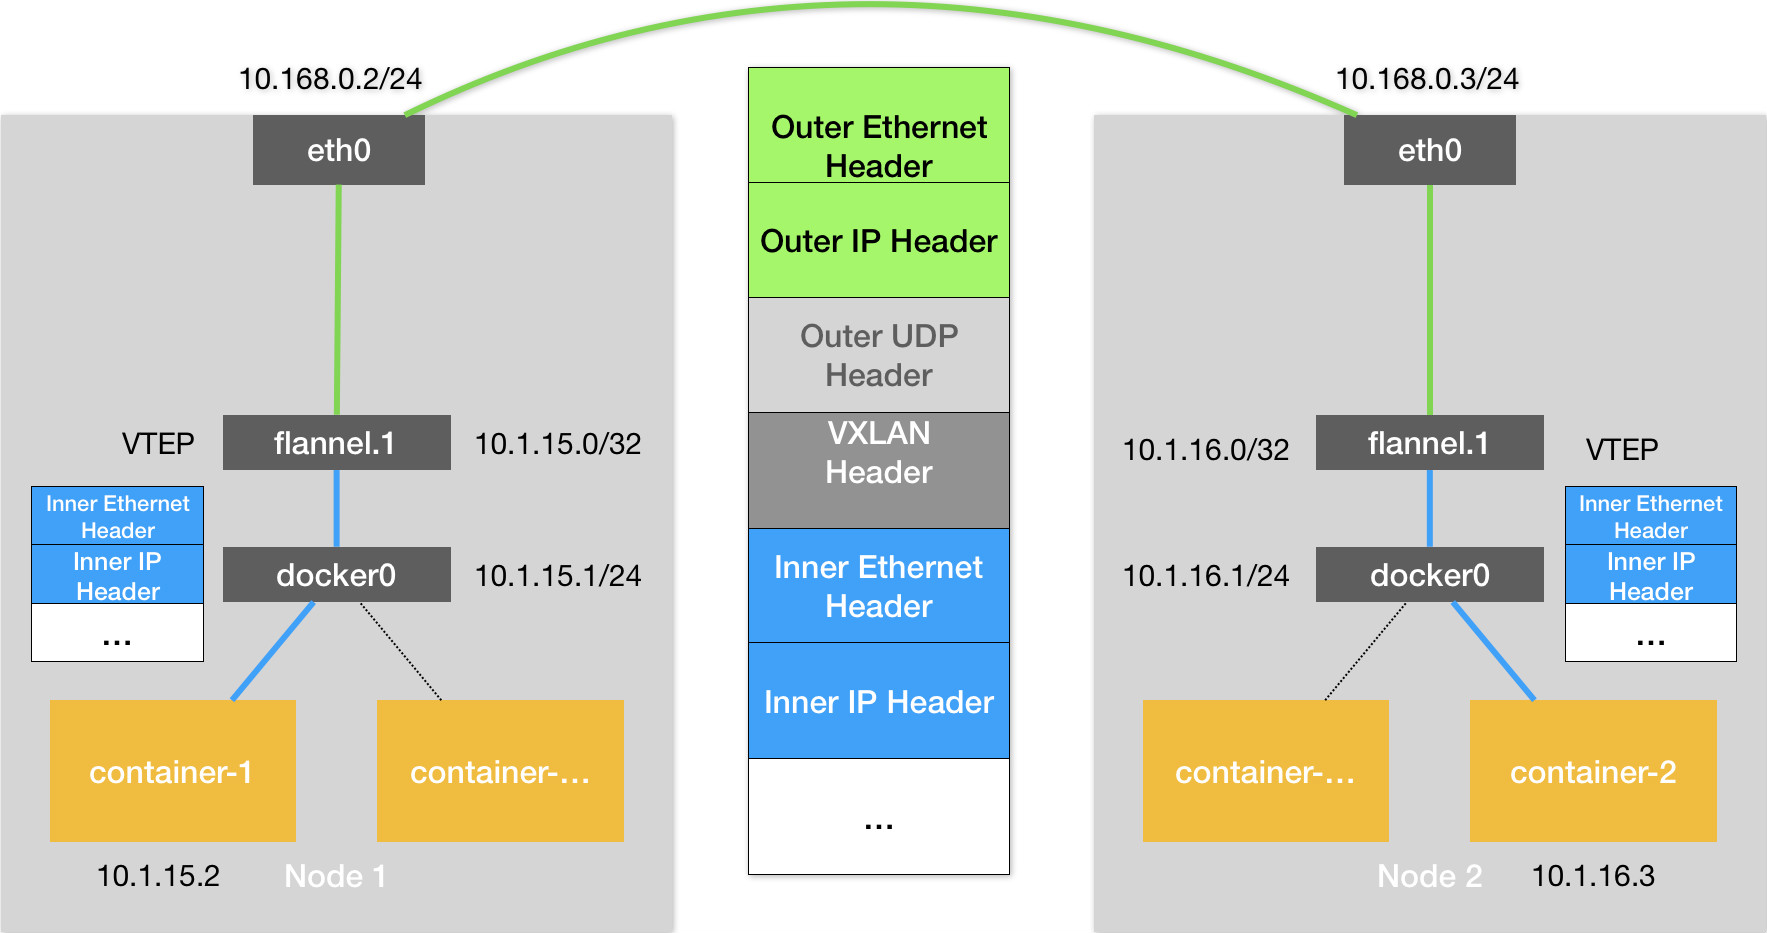 10.168.0.2/24
eth0
VTEP
flannel.1
10.1.15.0/32
Inner Ethernet
Header
Inner IP
Header
...
docker0
10.1.15.1/24
container-1
container-...
10.1.15.2
Node 1
Outer Ethernet
Header
Outer IP Header
Outer UDP
Header
VXLAN
Header
Inner Ethernet
Header
Inner IP Header
...
10.168.0.3/24
eth0
10.1.16.0/32
flannel.1
VTEP
Inner Ethernet
Header
Inner IP
Header
...
10.1.16.1/24
docker0
container-...
container-2
Node 2
10.1.16.3